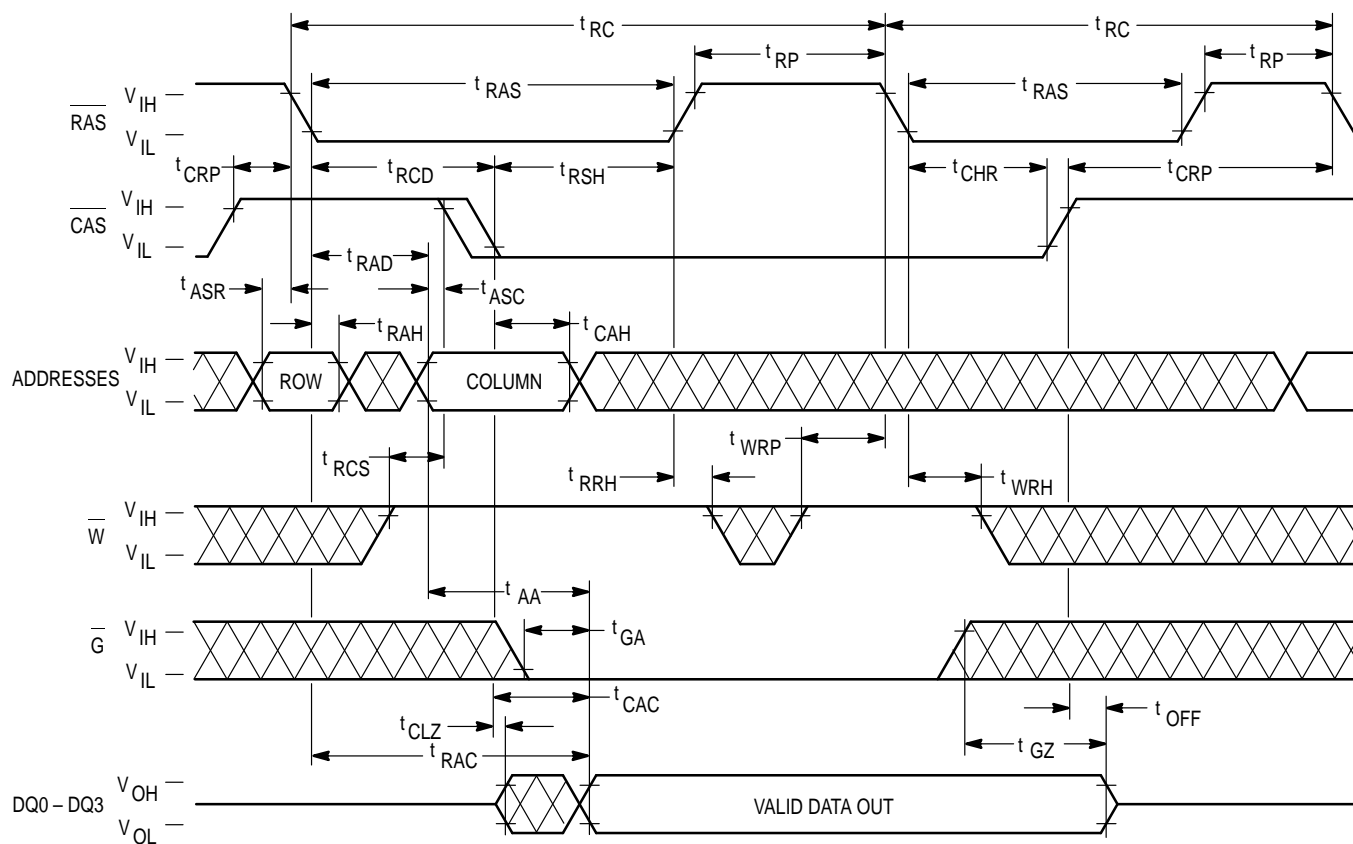 t RC t RC
t RP t RP
t RAS t RAS
RAS V IH
V IL
t CRP t RCD t RSH t CHR t CRP
CAS V IH
V IL
t RAD
t ASR t ASC
t RAH t CAH
ADDRESSES V IH
V IL
ROW COLUMN
t RCS t RRH t WRP t WRH
W V IH
V IL
t AA
G V IH
V IL
t GA
t CAC
t CLZ t OFF
t RAC t GZ
DQ0 – DQ3 V OH
V OL
VALID DATA OUT